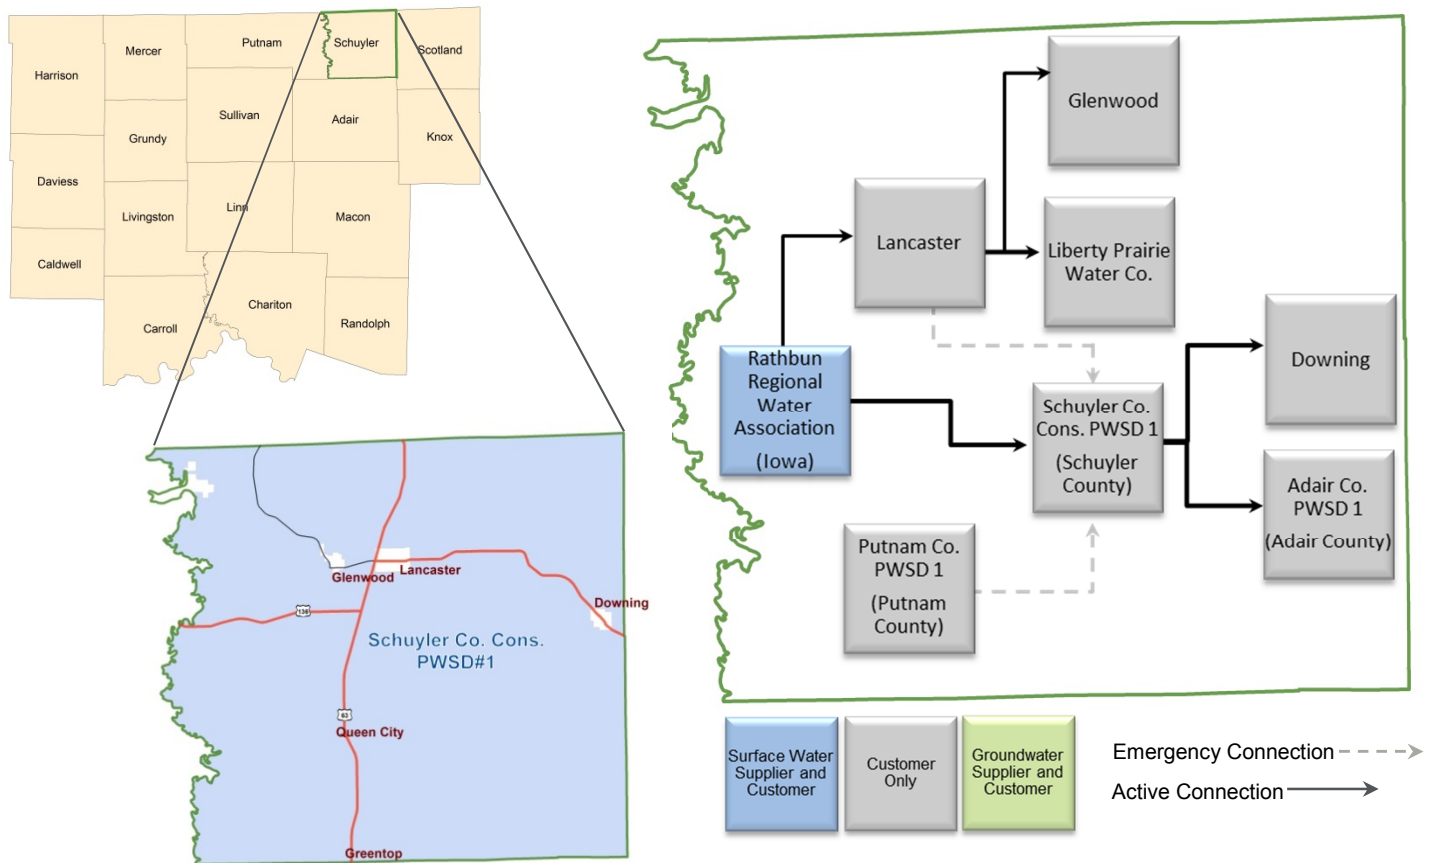 Harrison
Mercer
Putnam
Schuyler
Scotland
Sullivan
Adair
Grundy
Knox
Daviess
Livingston
Linn
Macon
Caldwell
Carroll
Chariton
Randolph
Glenwood
Lancaster
Downing
136
Schuyler Co. Cons.
PWSD#1
63
Queen City
Greentop
Glenwood
Lancaster
Liberty Prairie
Water Co.
Rathbun
Regional
Water
Association
(Iowa)
Schuyler Co.
Cons. PWSD 1
(Schuyler
County)
Downing
Adair Co.
PWSD 1
(Adair County)
Putnam Co.
PWSD 1
(Putnam
County)
Surface Water
Supplier and
Customer
Customer
Only
Groundwater
Supplier and
Customer
Emergency Connection
Active Connection